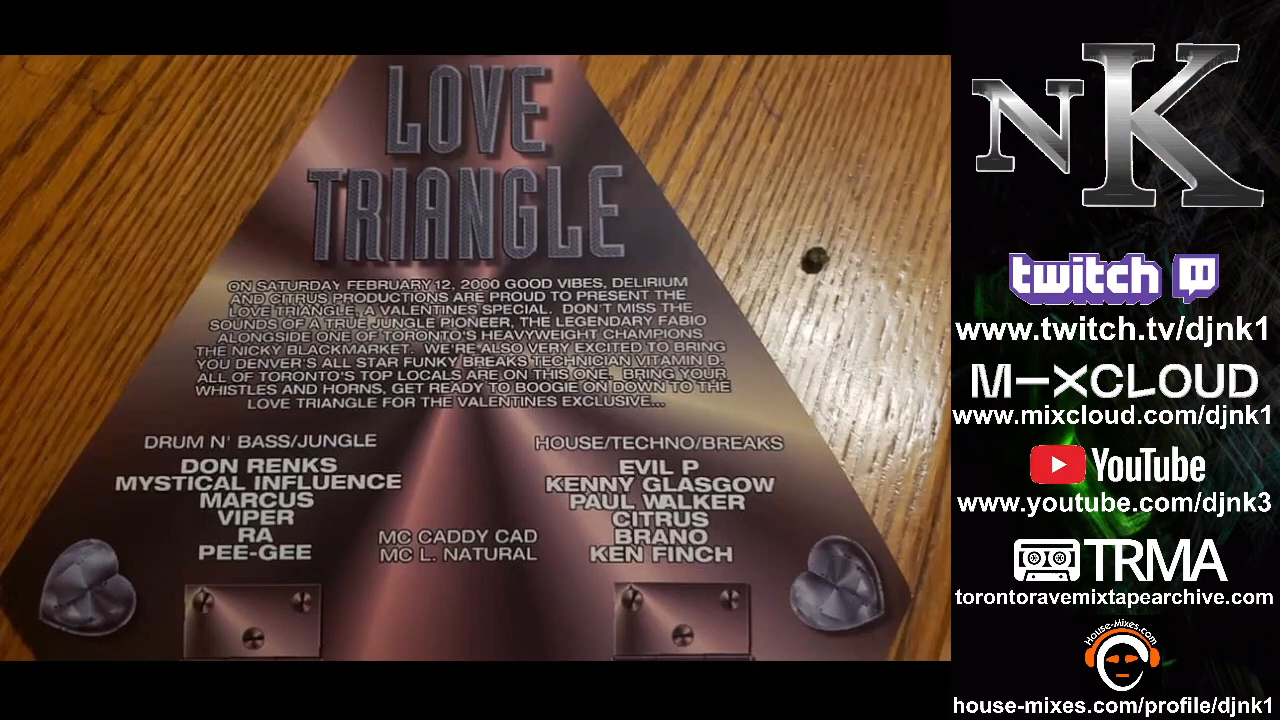 LOVE
TRIANGLE
ON SATURDAY FEBRUARY 12, 2000 GOOD VIBES, DELIRIUM
AND CITRUS PRODUCTIONS ARE PROUD TO PRESENT THE
LOVE TRIANGLE, A VALENTINES SPECIAL. DON'T MISS THE
SOUNDS OF A TRUE JUNGLE PIONEER, THE LEGENDARY FABIO
ALONGSIDE ONE OF TORONTO'S HEAVYWEIGHT CHAMPIONS
THE NICKY BLACKMARKET. WE'RE ALSO VERY EXCITED TO BRING
YOU DENVER'S ALL STAR FUNKY BREAKS TECHNICIAN VITAMIN D.
ALL OF TORONTO'S TOP LOCALS ARE ON THIS ONE. BRING YOUR
WHISTLES AND HORNS, GET READY TO BOOGIE ON DOWN TO THE
LOVE TRIANGLE FOR THE VALENTINES EXCLUSIVE...
DRUM N' BASS/JUNGLE
DON RENKS
MYSTICAL INFLUENCE
MARCUS
VIPER
RA
PEE-GEE
MC CADDY CAD
MC L. NATURAL
HOUSE/TECHNO/BREAKS
EVIL P
KENNY GLASGOW
PAUL WALKER
CITRUS
BRANO
KEN FINCH
NK
twitch
www.twitch.tv/djnk1
M-XCLOUD
www.mixcloud.com/djnk1
YouTube
www.youtube.com/djnk3
TRMA
torontoravemixtapearchive.com
House-Mixes.com
house-mixes.com/profile/djnk1